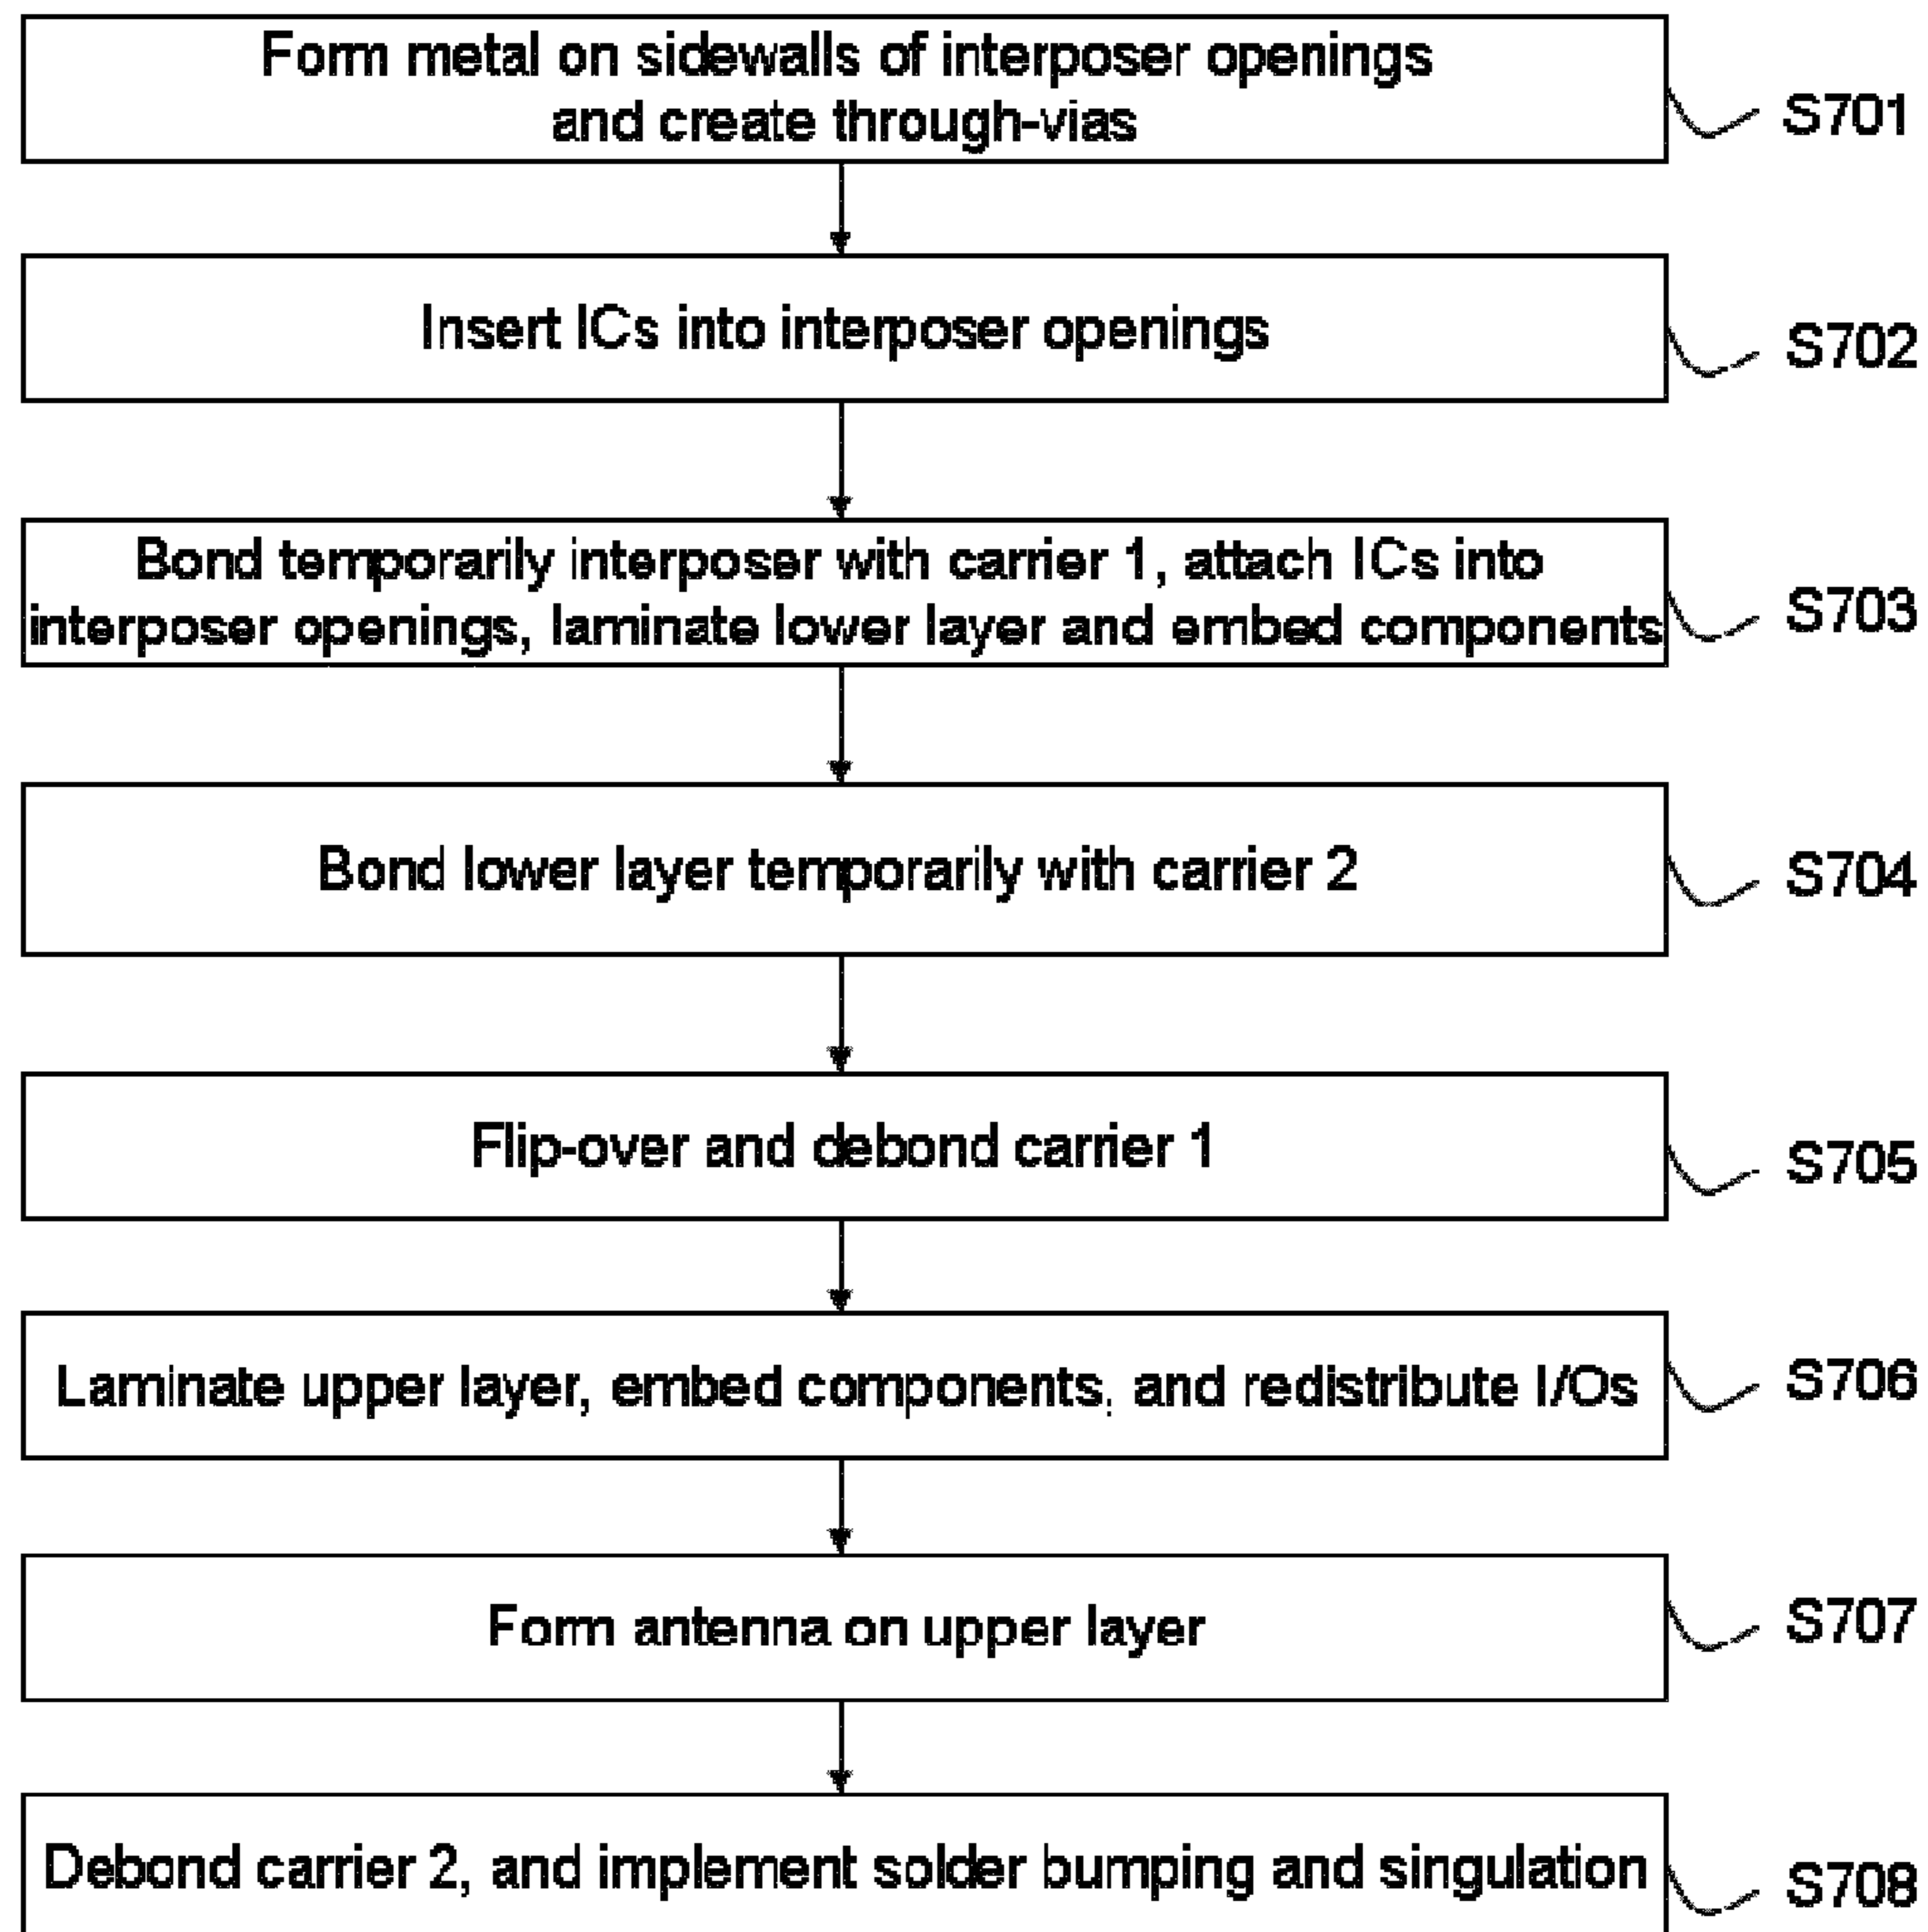 Form metal on sidewalls of interposer openings
and create through-vias
S701
Insert ICs into interposer openings
S702
Bond temporarily interposer with carrier 1, attach ICs into
interposer openings, laminate lower layer and embed components
S703
Bond lower layer temporarily with carrier 2
S704
Flip-over and debond carrier 1
S705
Laminate upper layer, embed components, and redistribute I/Os
S706
Form antenna on upper layer
S707
Debond carrier 2, and implement solder bumping and singulation
S708